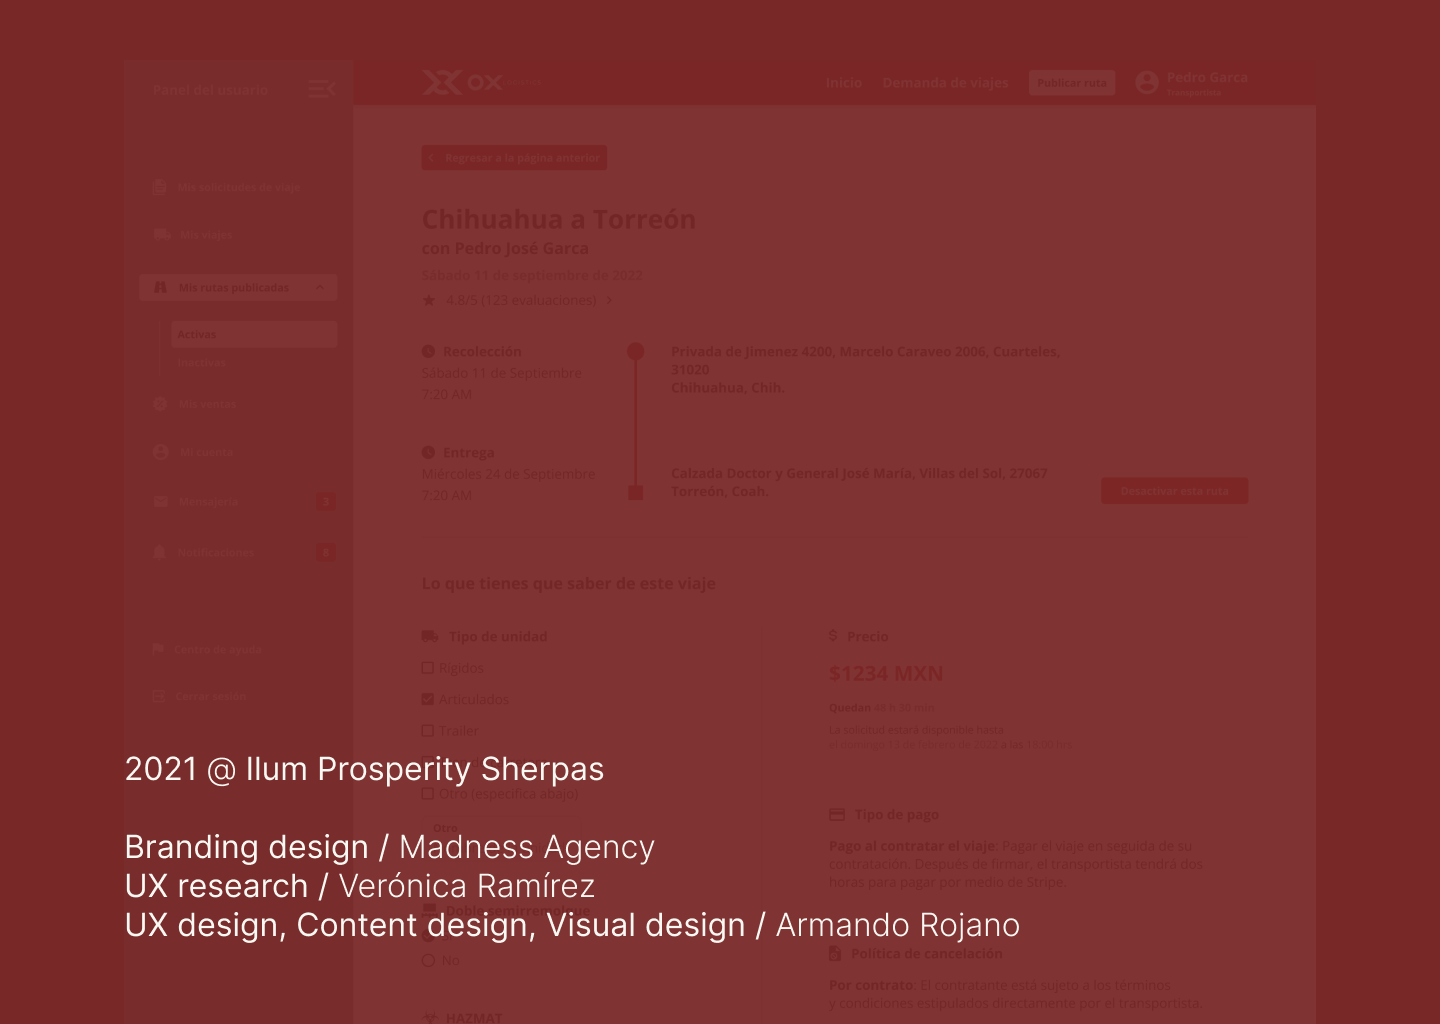 Panel del usuario
OX
Inicio
Demanda de viajes
Publicar ruta
Pedro Garca
Transportista
Regresar a la página anterior
Mis solicitudes de viaje
Mis viajes
Mis rutas publicadas
Activas
Inactivas
Mis ventas
Mi cuenta
Mensajería
3
Notificaciones
Centro de ayuda
Cerrar sesión
Chihuahua a Torreón
con Pedro José Garca
Sábado 11 de septiembre de 2022
4.8/5 (123 evaluaciones)
Recolección
Sábado 11 de Septiembre
7:20 AM
Privada de Jimenez 4200, Marcelo Caraveo 2006, Cuarteles,
31020
Chihuahua, Chih.
Entrega
Miércoles 24 de Septiembre
7:20 AM
Calzada Doctor y General José María, Villas del Sol, 27067
Torreón, Coah.
Desactivar esta ruta
Lo que tienes que saber de este viaje
Tipo de unidad
Rígidos
Articulados
Trailer
Otro (especifica abajo)
Otro
Doble semirremolque
No
HAZMAT
Precio
$1234 MXN
Quedan 48 h 30 min
La solicitud estará disponible hasta
el domingo 18 de febrero de 2022 a las
Tipo de pago
Pago al contratar el viaje: Pagar el viaje en seguida de su
contratación. Después de firmar, el transportista tendrá dos
horas para pagar por medio de Stripe.
Política de cancelación
Por contrato: El contratante está sujeto a los términos
y condiciones estipulados directamente por el transportista.
2021 @ Ilum Prosperity Sherpas
Branding design / Madness Agency
UX research / Verónica Ramírez
UX design, Content design, Visual design / Armando Rojano